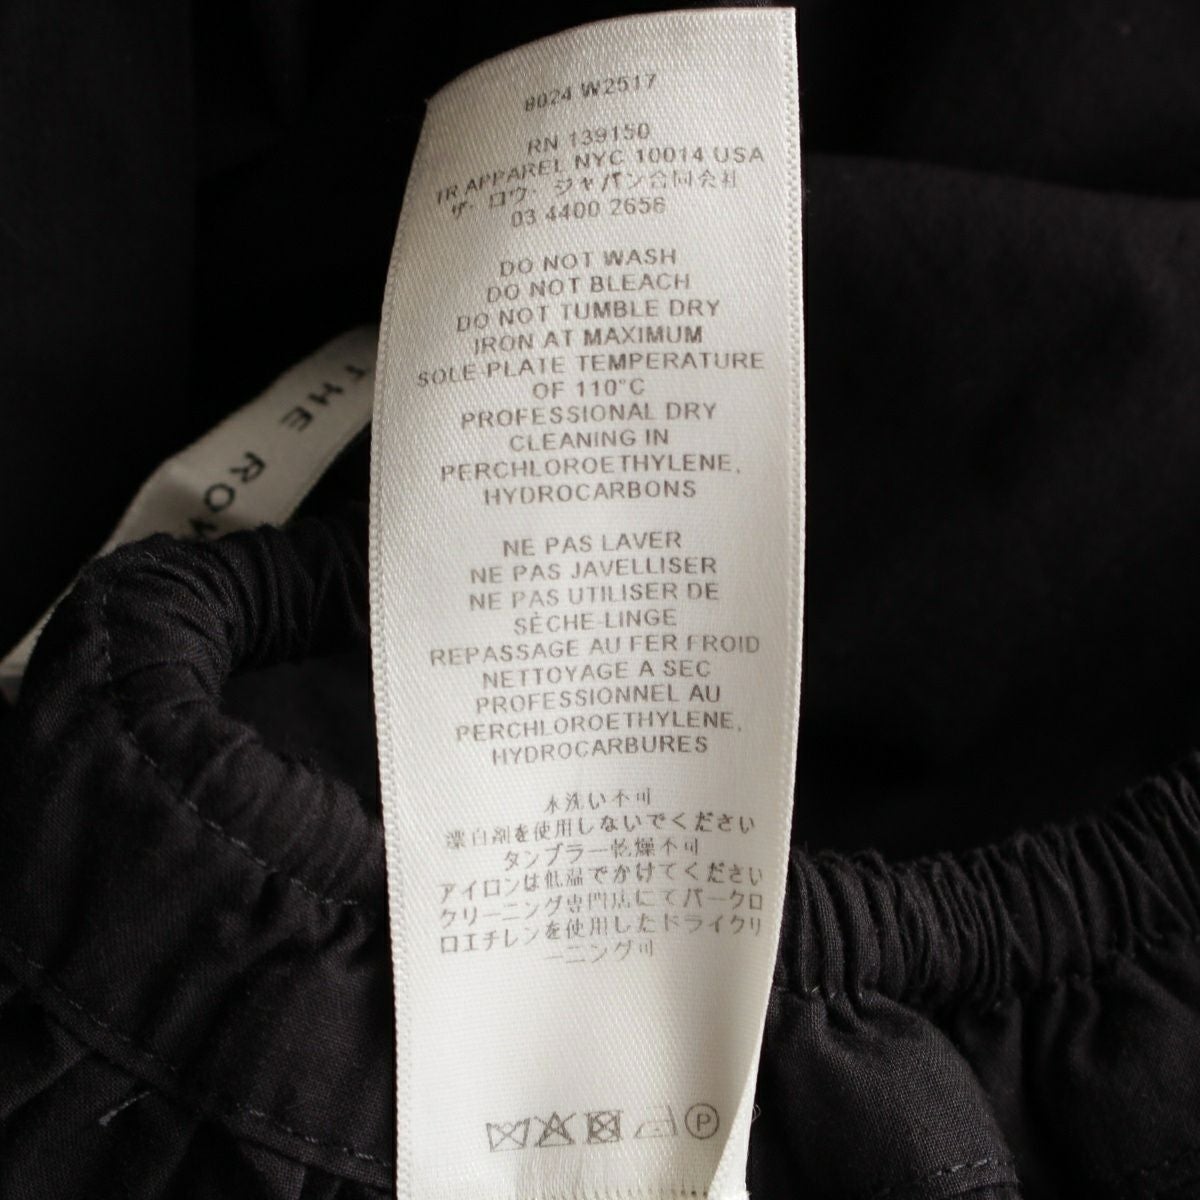 8024 W2517
RN 139150
TR APPAREL NYC 10014 USA
ザ・ロウ・ジャパン合同会社
03 4400 2656
DO NOT WASH
DO NOT BLEACH
DO NOT TUMBLE DRY
IRON AT MAXIMUM
SOLE-PLATE TEMPERATURE
OF 110°C
PROFESSIONAL DRY
CLEANING IN
PERCHLOROETHYLENE,
HYDROCARBONS
NE PAS LAVER
NE PAS JAVELLISER
NE PAS UTILISER DE
SÈCHE-LINGE
REPASSAGE AU FER FROID
NETTOYAGE A SEC
PROFESSIONNEL AU
PERCHLOROETHYLENE,
HYDROCARBURES
水洗い不可
漂白剤を使用しないでください
タンブラー乾燥不可
アイロンは低温でかけてください
クリーニング専門店にてパークロ
ロエチレンを使用したドライクリ
ーニング可
P
THE ROW